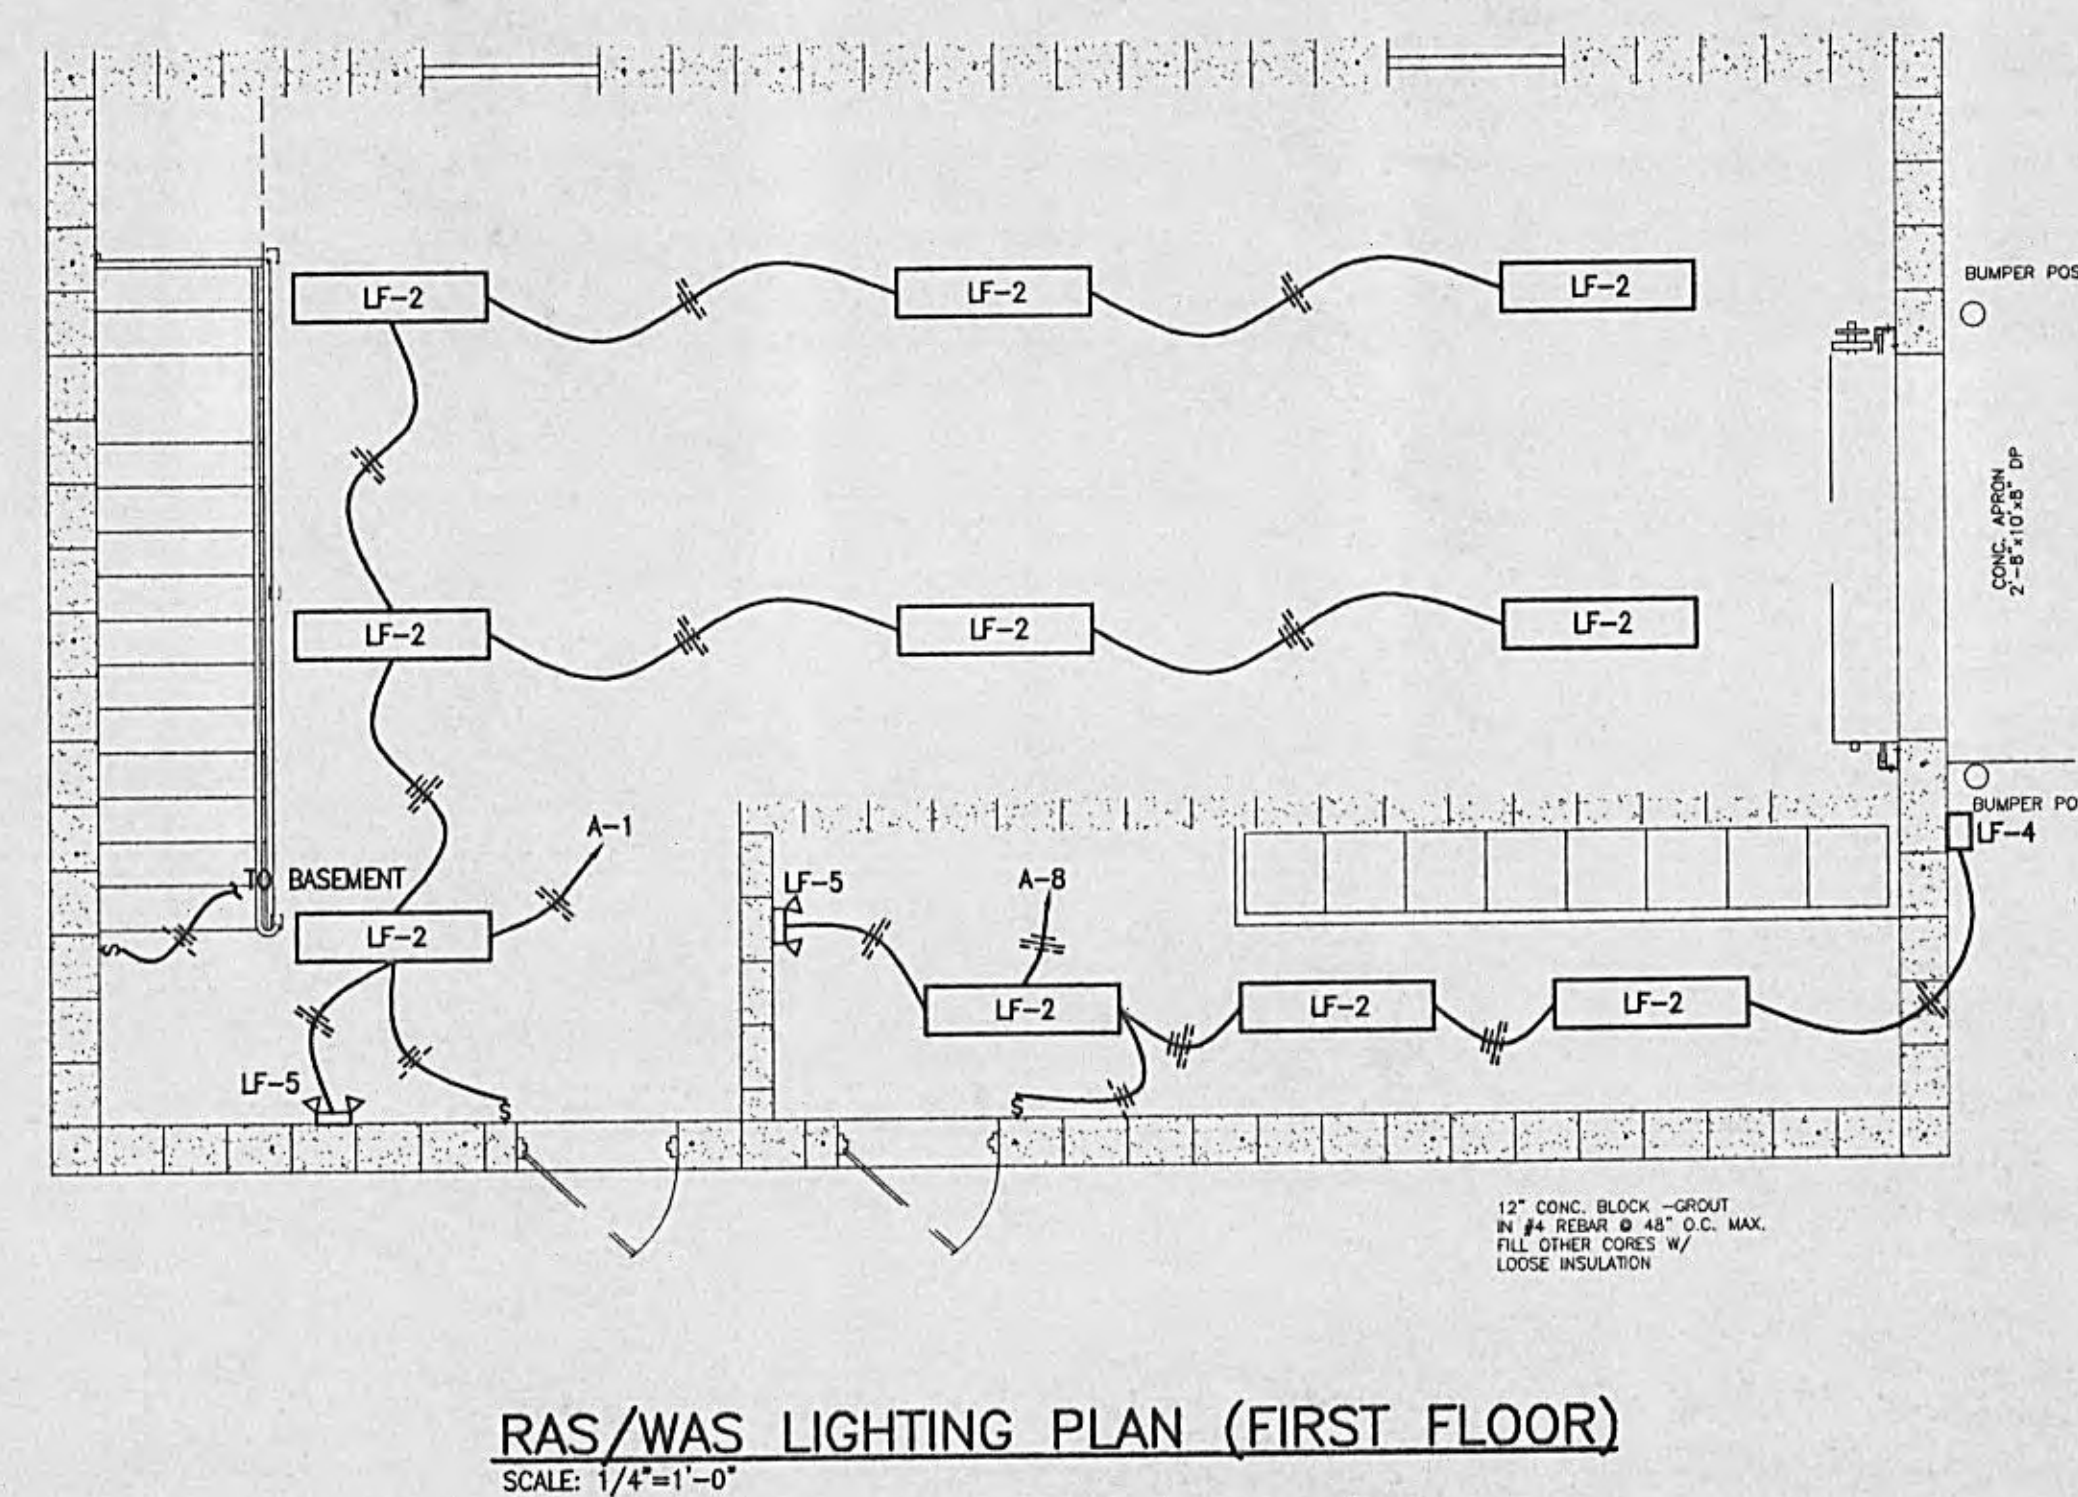 LF-2
LF-2
LF-2
BUMPER POS
CONC. APRON
2'-8"x10'x8" DP
LF-2
LF-2
LF-2
A-1
BUMPER PO
LF-4
TO BASEMENT
LF-5
A-8
LF-2
LF-2
LF-2
LF-2
LF-5
S
S
S
12" CONC. BLOCK -GROUT
IN #4 REBAR @ 48" O.C. MAX.
FILL OTHER CORES W/
LOOSE INSULATION
RAS/WAS LIGHTING PLAN (FIRST FLOOR)
SCALE: 1/4"=1'-0"